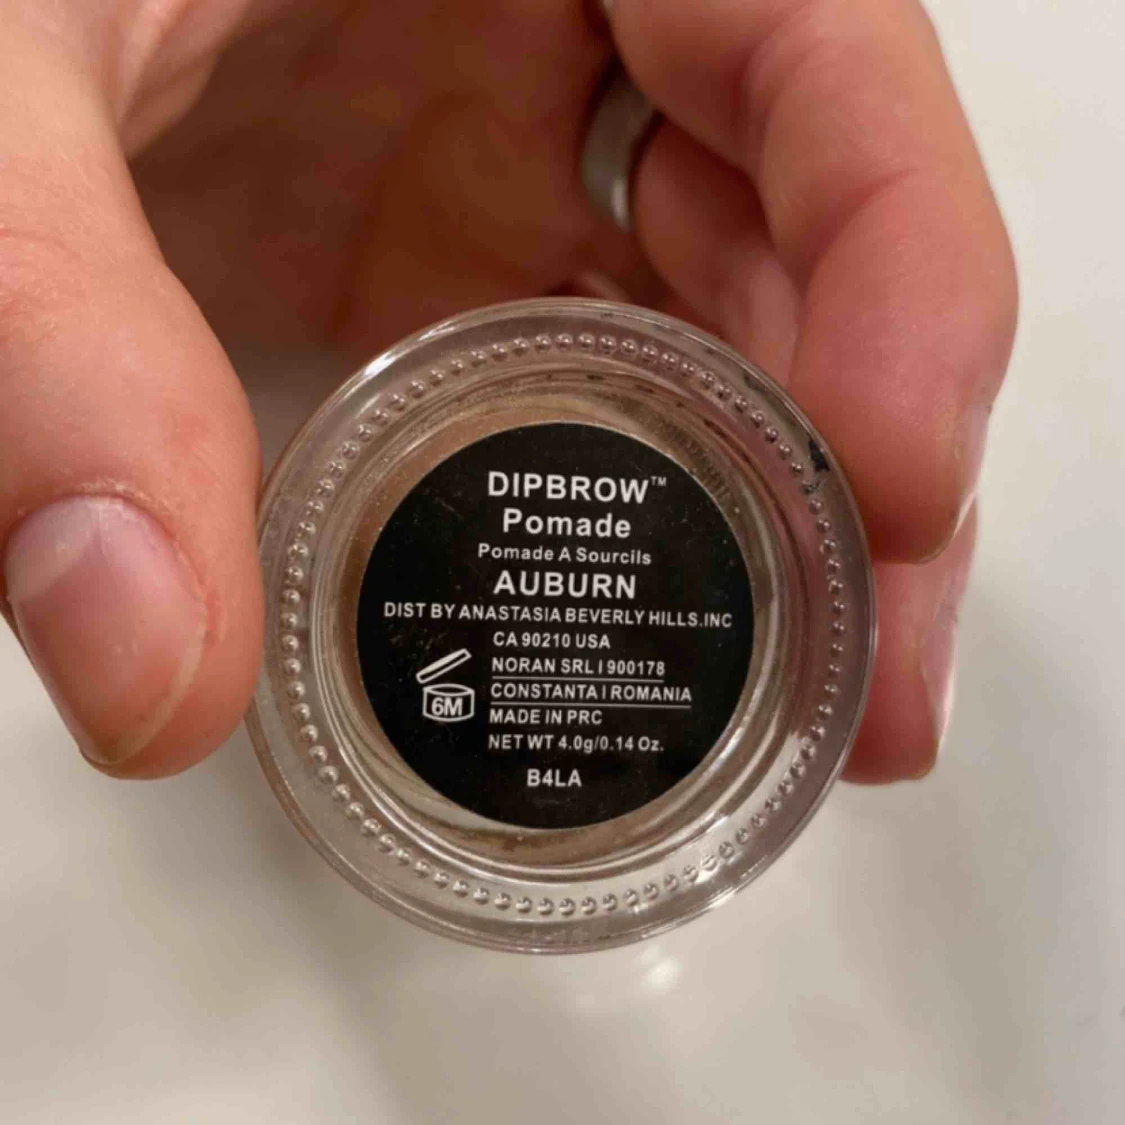 DIPBROW™
Pomade
Pomade A Sourcils
AUBURN
DIST BY ANASTASIA BEVERLY HILLS.INC
CA 90210 USA
NORAN SRL I 900178
CONSTANTA I ROMANIA
6M
MADE IN PRC
NET WT 4.0g/0.14 Oz.
B4LA